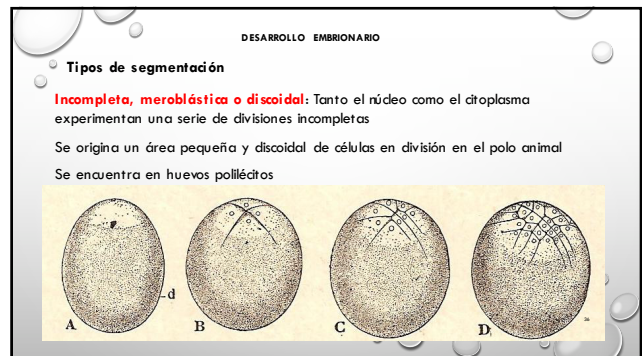 DESARROLLO EMBRIONARIO
Tipos de segmentación
Incompleta, meroblástica o discoidal: Tanto el núcleo como el citoplasma
experimentan una serie de divisiones incompletas
Se origina un área pequeña y discoidal de células en división en el polo animal
Se encuentra en huevos polilécitos
d
A B C D